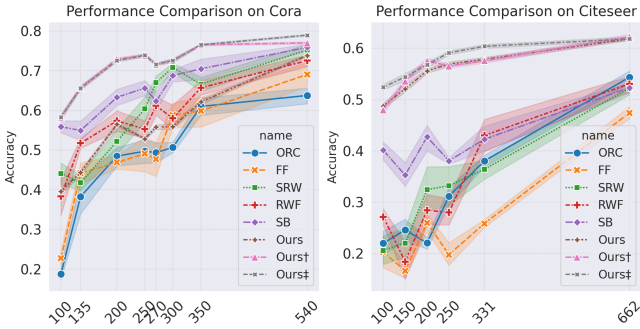 Performance Comparison on Cora
Accuracy
0.8
0.7
0.6
0.5
0.4
0.3
0.2
100
135
200
250
270
300
350
540
name
ORC
FF
SRW
RWF
SB
Ours
Ours†
Ours‡
Performance Comparison on Citeseer
Accuracy
0.6
0.5
0.4
0.3
0.2
100
150
200
250
331
662
name
ORC
FF
SRW
RWF
SB
Ours
Ours†
Ours‡